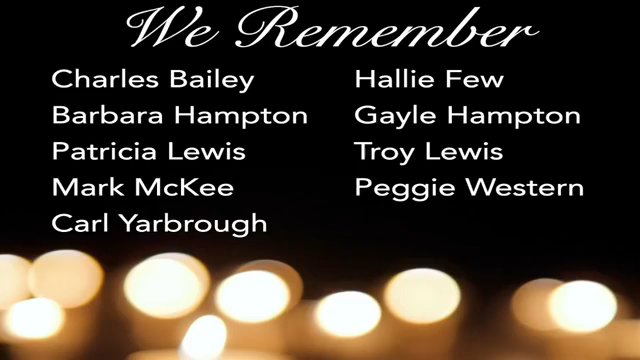 We Remember
Charles Bailey
Hallie Few
Barbara Hampton
Gayle Hampton
Patricia Lewis
Troy Lewis
Mark McKee
Peggie Western
Carl Yarbrough